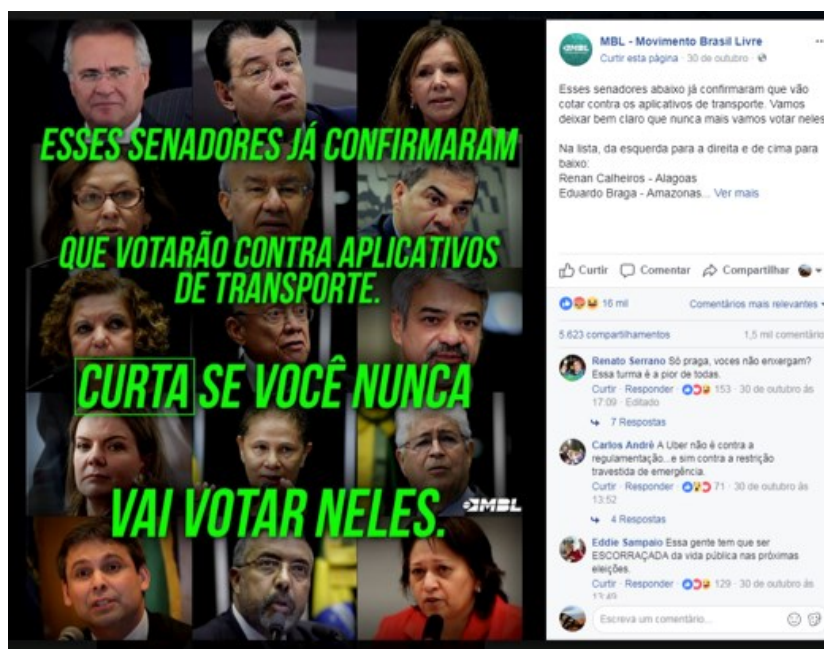 ESSES SENADORES JÁ CONFIRMARAM
QUE VOTARÃO CONTRA APLICATIVOS
DE TRANSPORTE.
CURTA SE VOCÊ NUNCA
VAI VOTAR NELES.
MBL
MBL
MBL - Movimento Brasil Livre
Curtir esta página · 30 de outubro ·
Esses senadores abaixo já confirmaram que vão
cotar contra os aplicativos de transporte. Vamos
deixar bem claro que nunca mais vamos votar neles
Na lista, da esquerda para a direita e de cima para
baixo:
Renan Calheiros - Alagoas
Eduardo Braga - Amazonas... Ver mais
Curtir Comentar Compartilhar
16 mil Comentários mais relevantes
5.623 compartilhamentos 1,5 mil comentário
Renato Serrano Só praga, voces não enxergam?
Essa turma é a pior de todas.
Curtir · Responder · 153 · 30 de outubro às
17:09 · Editado
7 Respostas
Carlos André A Uber não é contra a
regulamentação...e sim contra a restrição
travestida de emergência.
Curtir · Responder · 71 · 30 de outubro às
13:52
4 Respostas
Eddie Sampaio Essa gente tem que ser
ESCORRAÇADA da vida pública nas próximas
eleições.
Curtir · Responder · 129 · 30 de outubro às
13:49
Escreva um comentário...